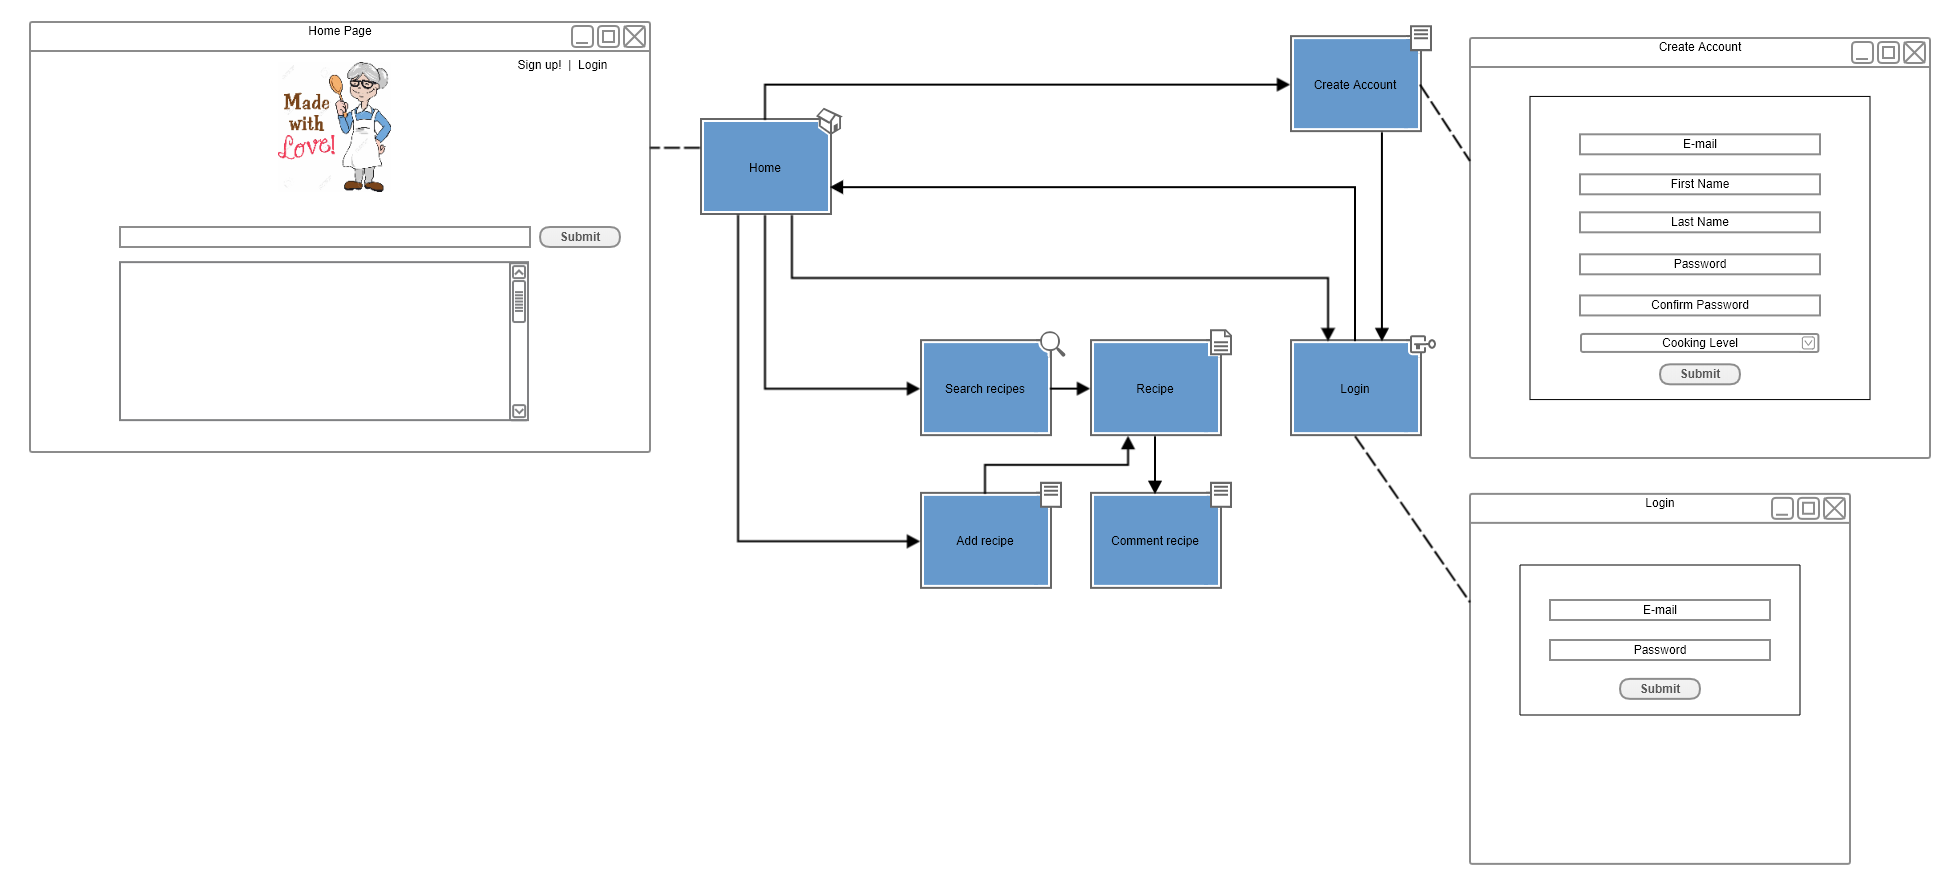 Home Page
Sign up! | Login
Made
with
Love!
Submit
Home
Create Account
Search recipes
Recipe
Login
Add recipe
Comment recipe
Create Account
E-mail
First Name
Last Name
Password
Confirm Password
Cooking Level
Submit
Login
E-mail
Password
Submit